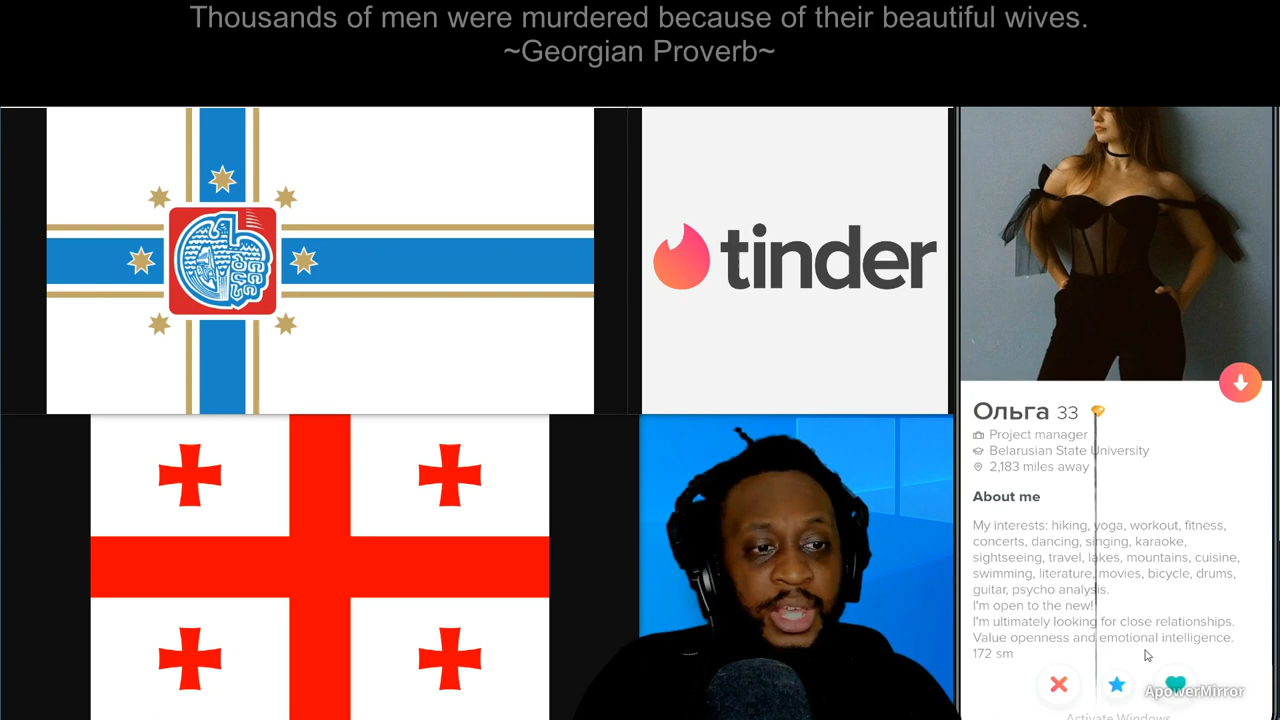 Thousands of men were murdered because of their beautiful wives.
~Georgian Proverb~
tinder
Ольга 33
Project manager
Belarusian State University
2,183 miles away
About me
My interests: hiking, yoga, workout, fitness,
concerts, dancing, singing, karaoke,
sightseeing, travel, lakes, mountains, cuisine,
swimming, literature, movies, bicycle, drums,
guitar, psycho analysis.
I'm open to the new!
I'm ultimately looking for close relationships.
Value openness and emotional intelligence.
172 sm
ApowerMirror
Activate Windows